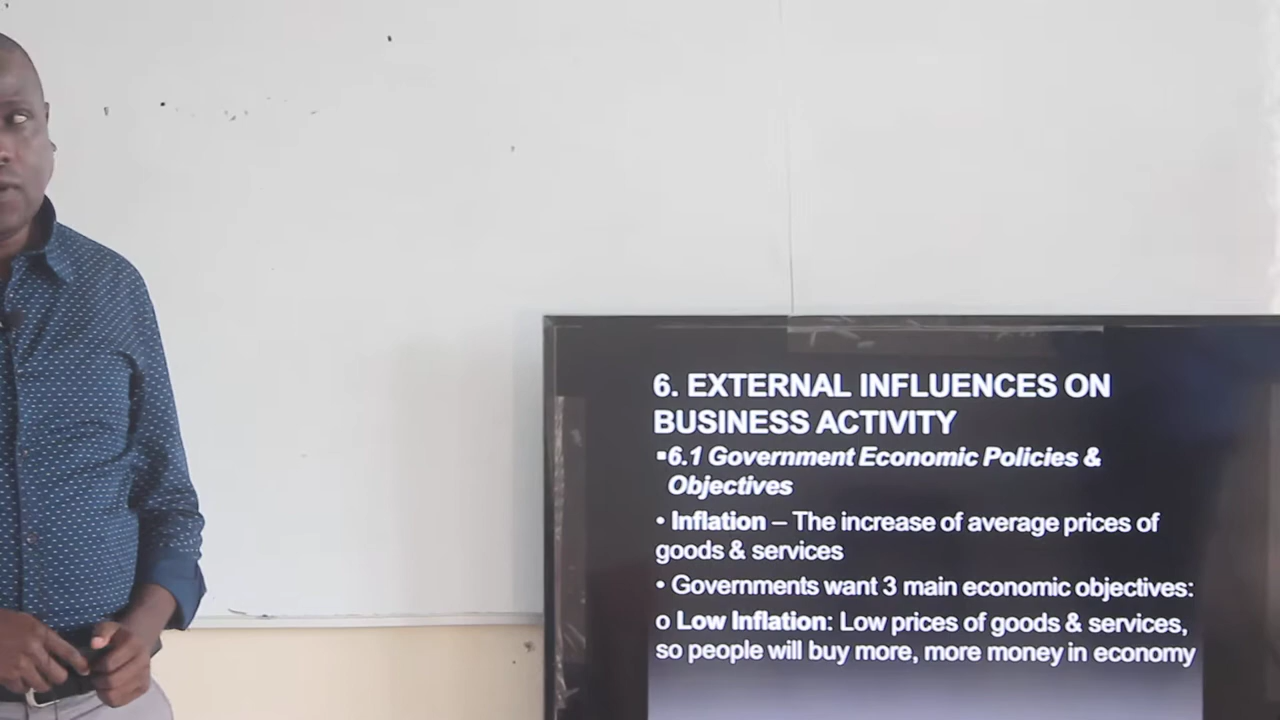 6. EXTERNAL INFLUENCES ON
BUSINESS ACTIVITY
▪6.1 Government Economic Policies &
Objectives
• Inflation – The increase of average prices of
goods & services
• Governments want 3 main economic objectives:
o Low Inflation: Low prices of goods & services,
so people will buy more, more money in economy